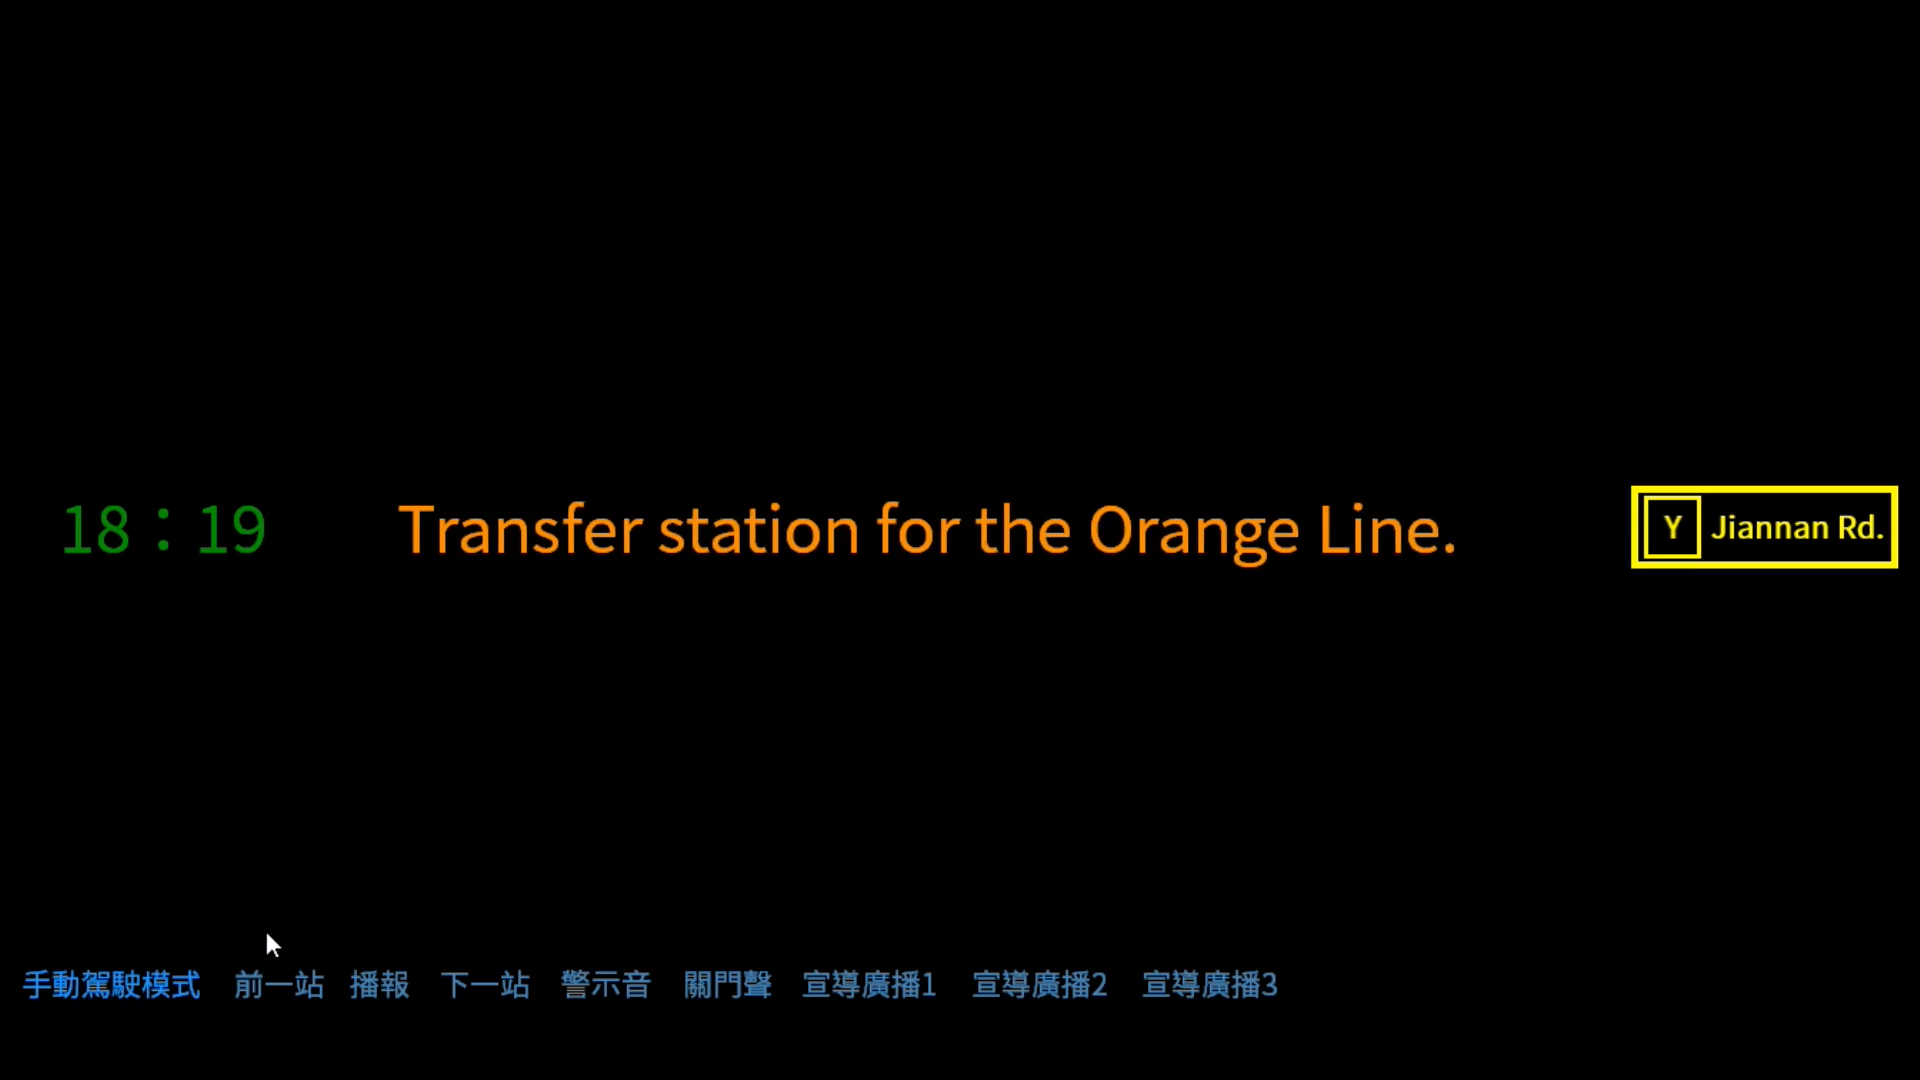 18：19 Transfer station for the Orange Line. Y Jiannan Rd.
手動駕駛模式 前一站 播報 下一站 警示音 關門聲 宣導廣播1 宣導廣播2 宣導廣播3